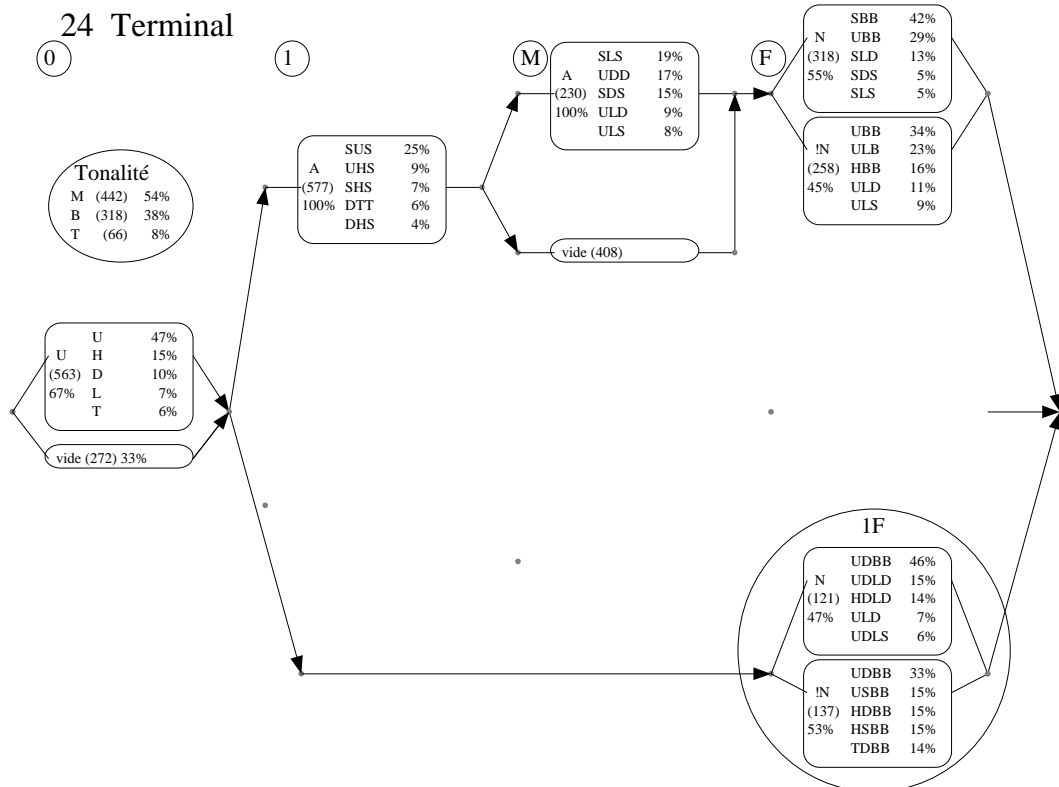 24 Terminal
0
1
M
F
Tonalité
M (442) 54%
B (318) 38%
T (66) 8%
U 47%
U H 15%
(563) D 10%
67% L 7%
T 6%
vide (272) 33%
SUS 25%
A UHS 9%
(577) SHS 7%
100% DTT 6%
DHS 4%
SLS 19%
A UDD 17%
(230) SDS 15%
100% ULD 9%
ULS 8%
vide (408)
SBB 42%
N UBB 29%
(318) SLD 13%
55% SDS 5%
SLS 5%
UBB 34%
!N ULB 23%
(258) HBB 16%
45% ULD 11%
ULS 9%
1F
UDBB 46%
N UDLD 15%
(121) HDLD 14%
47% ULD 7%
UDLS 6%
UDBB 33%
!N USBB 15%
(137) HDBB 15%
53% HSBB 15%
TDBB 14%